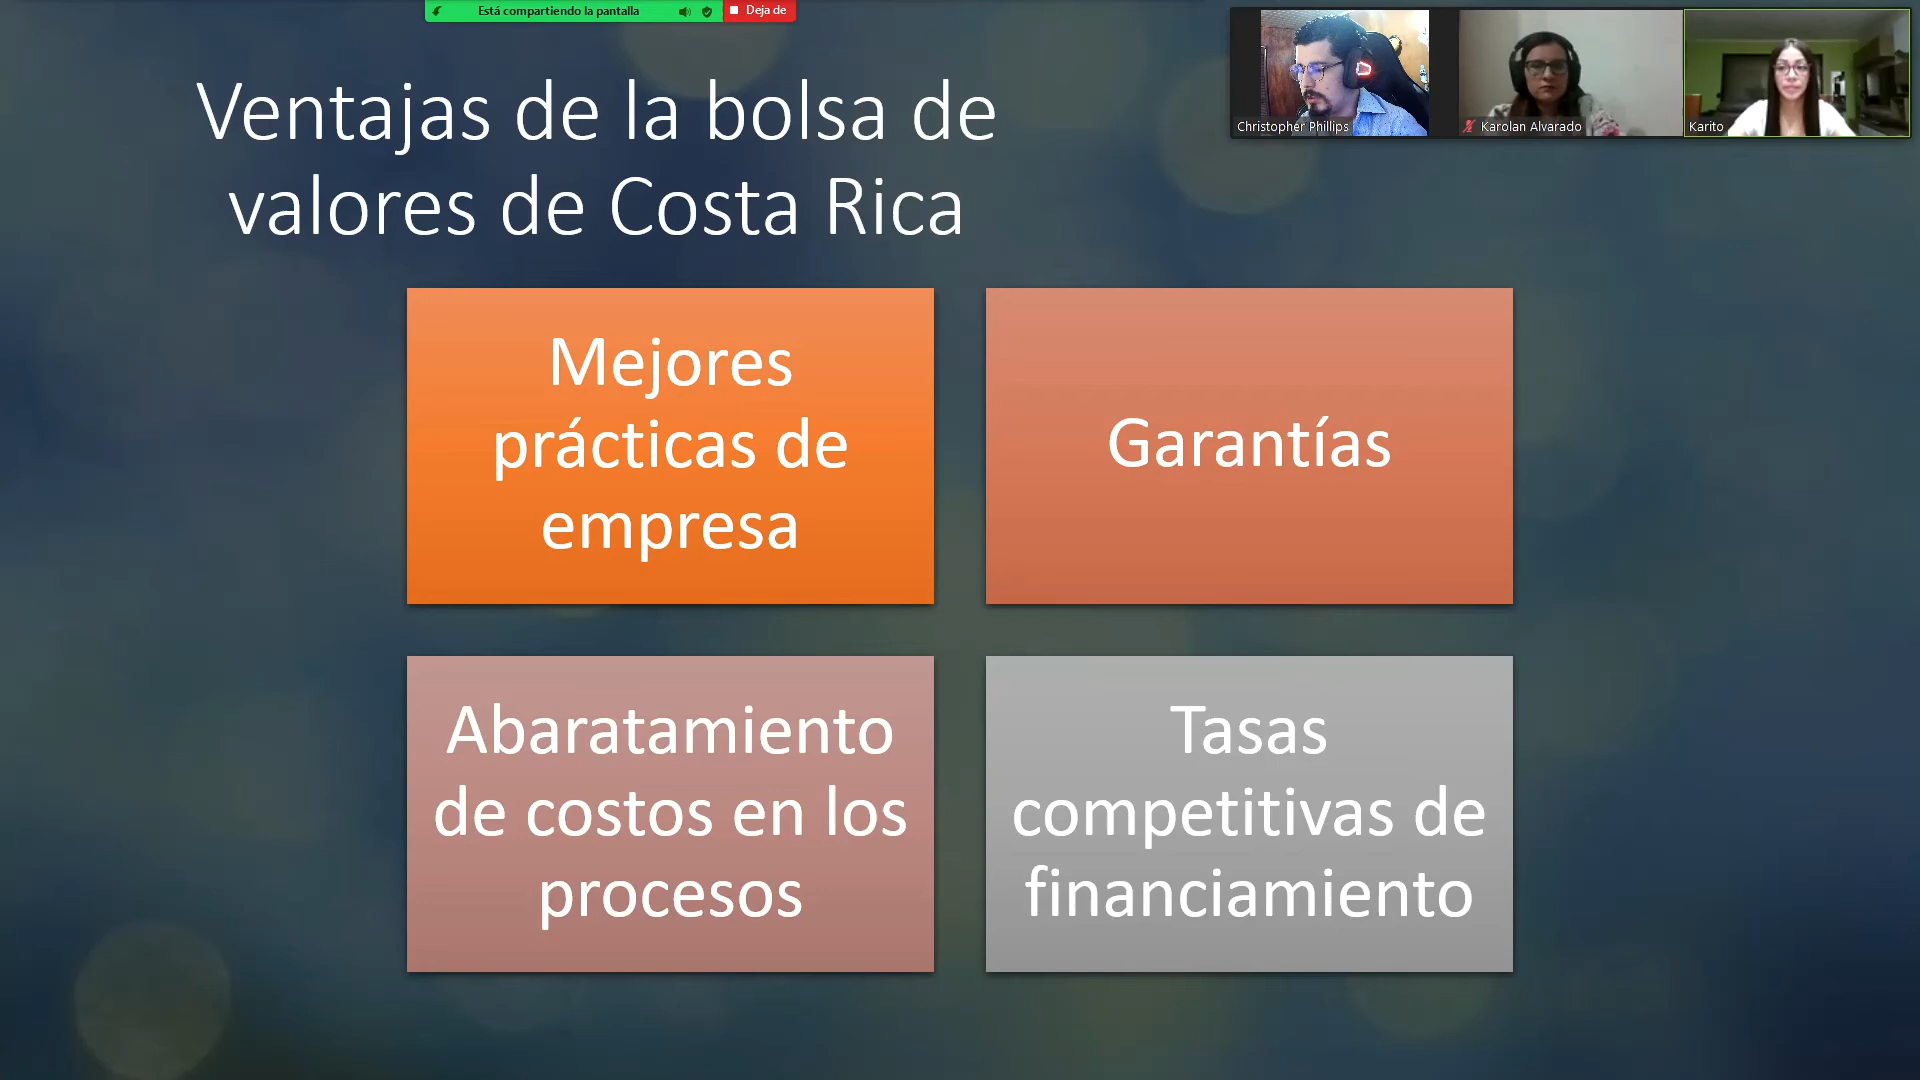 Está compartiendo la pantalla
Deja de
Ventajas de la bolsa de
valores de Costa Rica
Christopher Phillips
Karolan Alvarado
Karito
Mejores
prácticas de
empresa
Garantías
Abaratamiento
de costos en los
procesos
Tasas
competitivas de
financiamiento